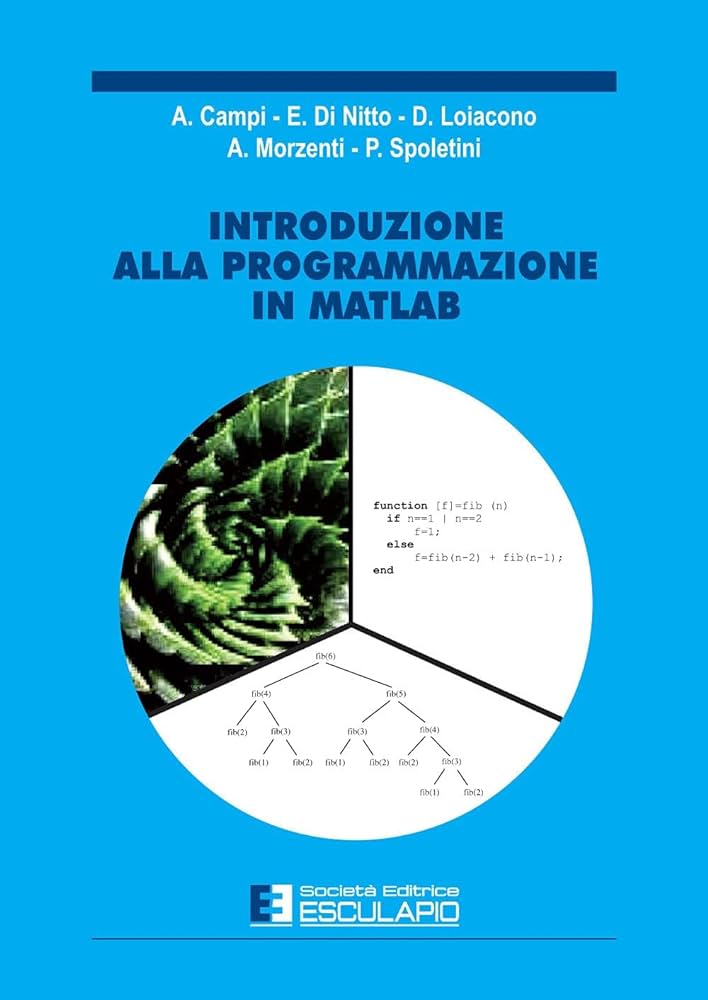 A. Campi - E. Di Nitto - D. Loiacono
A. Morzenti - P. Spoletini
INTRODUZIONE
ALLA PROGRAMMAZIONE
IN MATLAB
function [f]=fib (n)
if n==1 | n==2
f=1;
else
f=fib(n-2) + fib(n-1);
end
fib(6)
fib(4) fib(5)
fib(2) fib(3) fib(3) fib(4)
fib(1) fib(2) fib(1) fib(2) fib(2) fib(3)
fib(1) fib(2)
Società Editrice
ESCULAPIO